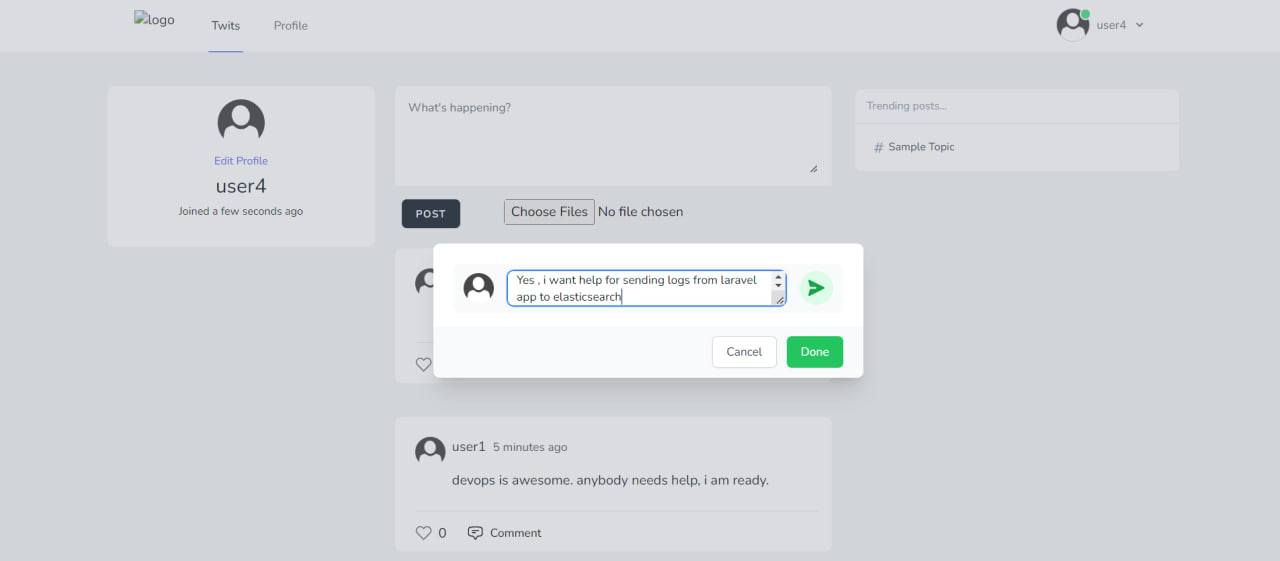 logo
Twits
Profile
user4
Edit Profile
user4
Joined a few seconds ago
What's happening?
POST
Choose Files No file chosen
Trending posts...
# Sample Topic
Yes , i want help for sending logs from laravel
app to elasticsearch
Cancel
Done
user1 5 minutes ago
devops is awesome. anybody needs help, i am ready.
0
Comment